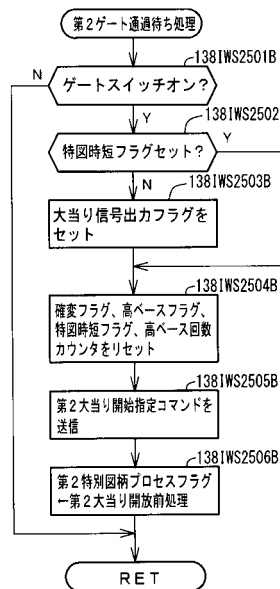 第2ゲート通過待ち処理
138IWS2501B
N
ゲートスイッチオン?
Y
138IWS2502
特図時短フラグセット?
Y
N
138IWS2503B
大当り信号出力フラグを
セット
138IWS2504B
確変フラグ、高ベースフラグ、
特図時短フラグ、高ベース回数
カウンタをリセット
138IWS2505B
第2大当り開始指定コマンドを
送信
138IWS2506B
第2特別図柄プロセスフラグ
←第2大当り開放前処理
RET